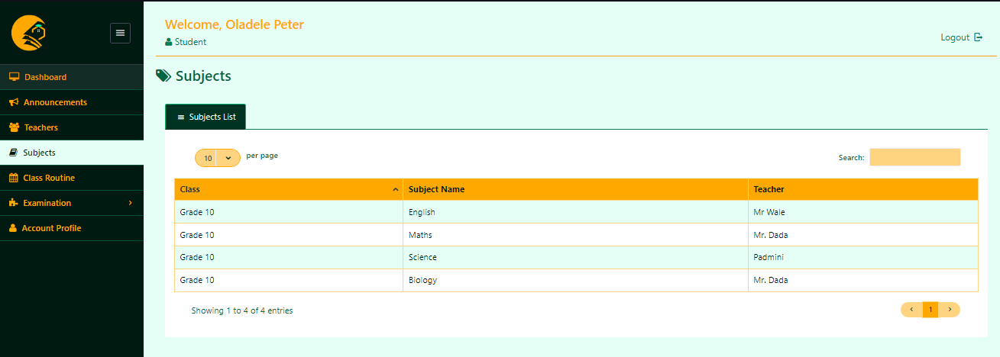 Welcome, Oladele Peter
Student
Logout
Dashboard
Announcements
Teachers
Subjects
Class Routine
Examination
Account Profile
Subjects
Subjects List
10 per page
Search:
Class Subject Name Teacher
Grade 10 English Mr Wale
Grade 10 Maths Mr. Dada
Grade 10 Science Padmini
Grade 10 Biology Mr. Dada
Showing 1 to 4 of 4 entries
1